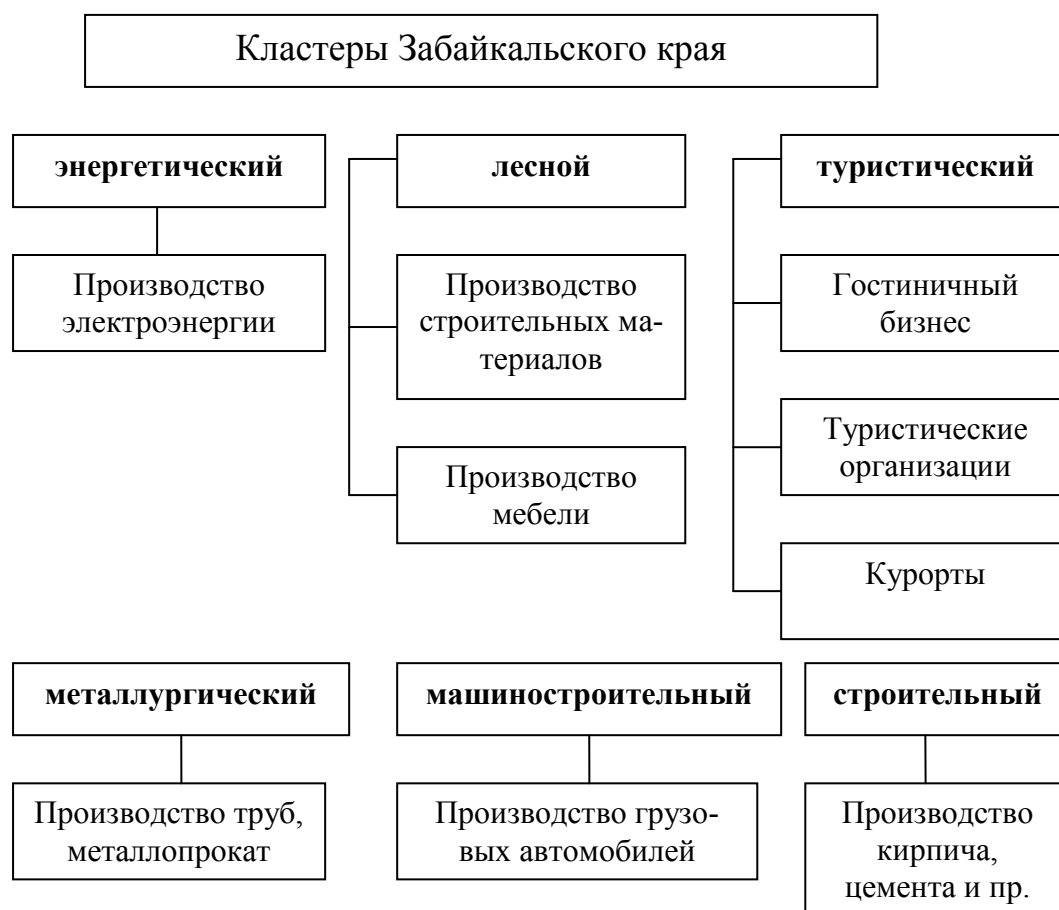 Кластеры Забайкальского края
энергетический
лесной
туристический
Производство
электроэнергии
Производство
строительных ма-
териалов
Гостиничный
бизнес
Туристические
организации
Производство
мебели
Курорты
металлургический
машиностроительный
строительный
Производство труб,
металлопрокат
Производство грузо-
вых автомобилей
Производство
кирпича,
цемента и пр.